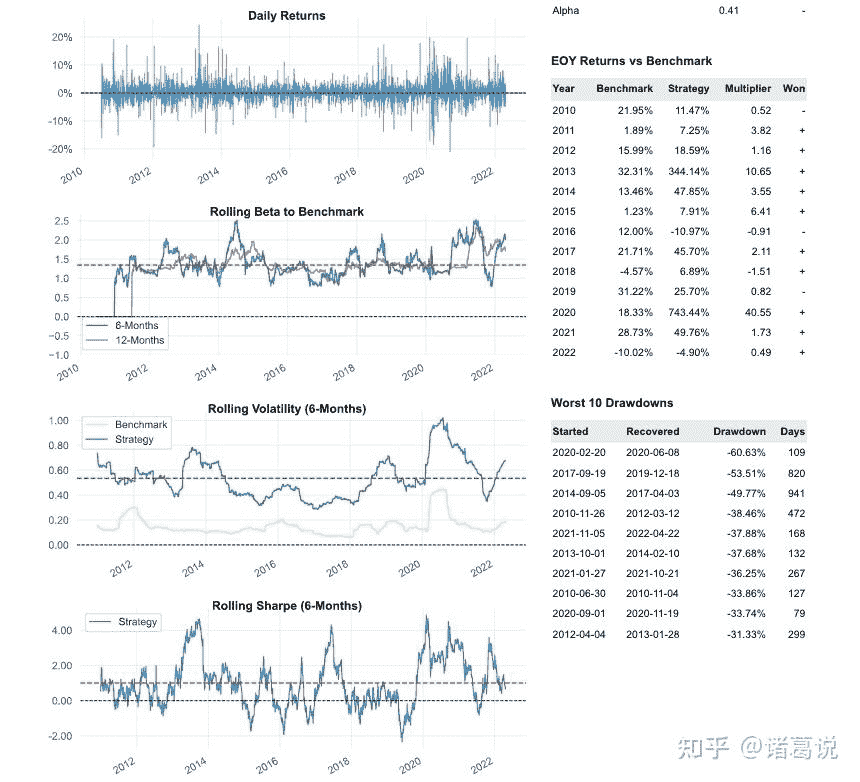 Daily Returns
20%
10%
0%
-10%
-20%
2010 2012 2014 2016 2018 2020 2022
Rolling Beta to Benchmark
2.5
2.0
1.5
1.0
0.5
0.0
-0.5
-1.0
6-Months
12-Months
2010 2012 2014 2016 2018 2020 2022
Rolling Volatility (6-Months)
1.00
0.80
0.60
0.40
0.20
0.00
Benchmark
Strategy
2012 2014 2016 2018 2020 2022
Rolling Sharpe (6-Months)
4.00
2.00
0.00
-2.00
Strategy
2012 2014 2016 2018 2020 2022
Alpha 0.41 -
EOY Returns vs Benchmark
Year Benchmark Strategy Multiplier Won
2010 21.95% 11.47% 0.52 -
2011 1.89% 7.25% 3.82 +
2012 15.99% 18.59% 1.16 +
2013 32.31% 344.14% 10.65 +
2014 13.46% 47.85% 3.55 +
2015 1.23% 7.91% 6.41 +
2016 12.00% -10.97% -0.91 -
2017 21.71% 45.70% 2.11 +
2018 -4.57% 6.89% -1.51 +
2019 31.22% 25.70% 0.82 -
2020 18.33% 743.44% 40.55 +
2021 28.73% 49.76% 1.73 +
2022 -10.02% -4.90% 0.49 +
Worst 10 Drawdowns
Started Recovered Drawdown Days
2020-02-20 2020-06-08 -60.63% 109
2017-09-19 2019-12-18 -53.51% 820
2014-09-05 2017-04-03 -49.77% 941
2010-11-26 2012-03-12 -38.46% 472
2021-11-05 2022-04-22 -37.88% 168
2013-10-01 2014-02-10 -37.68% 132
2021-01-27 2021-10-21 -36.25% 267
2010-06-30 2010-11-04 -33.86% 127
2020-09-01 2020-11-19 -33.74% 79
2012-04-04 2013-01-28 -31.33% 299
知乎 @诸葛说